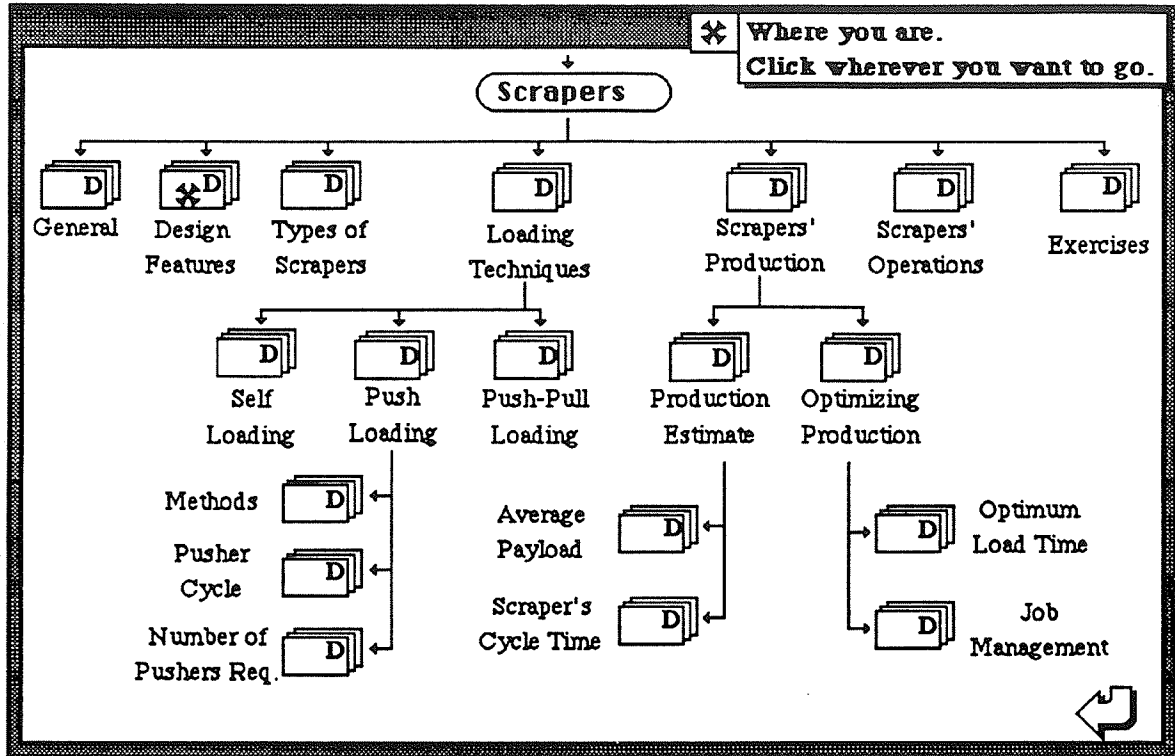 Where you are.
Click wherever you want to go.
Scrapers
D
D
D
D
D
D
D
General
Design
Features
Types of
Scrapers
Loading
Techniques
Scrapers'
Production
Scrapers'
Operations
Exercises
D
D
D
D
D
Self
Loading
Push
Loading
Push-Pull
Loading
Production
Estimate
Optimizing
Production
Methods
D
Average
Payload
D
D
Optimum
Load Time
Pusher
Cycle
D
Scraper's
Cycle Time
D
D
Job
Management
Number of
Pushers Req.
D